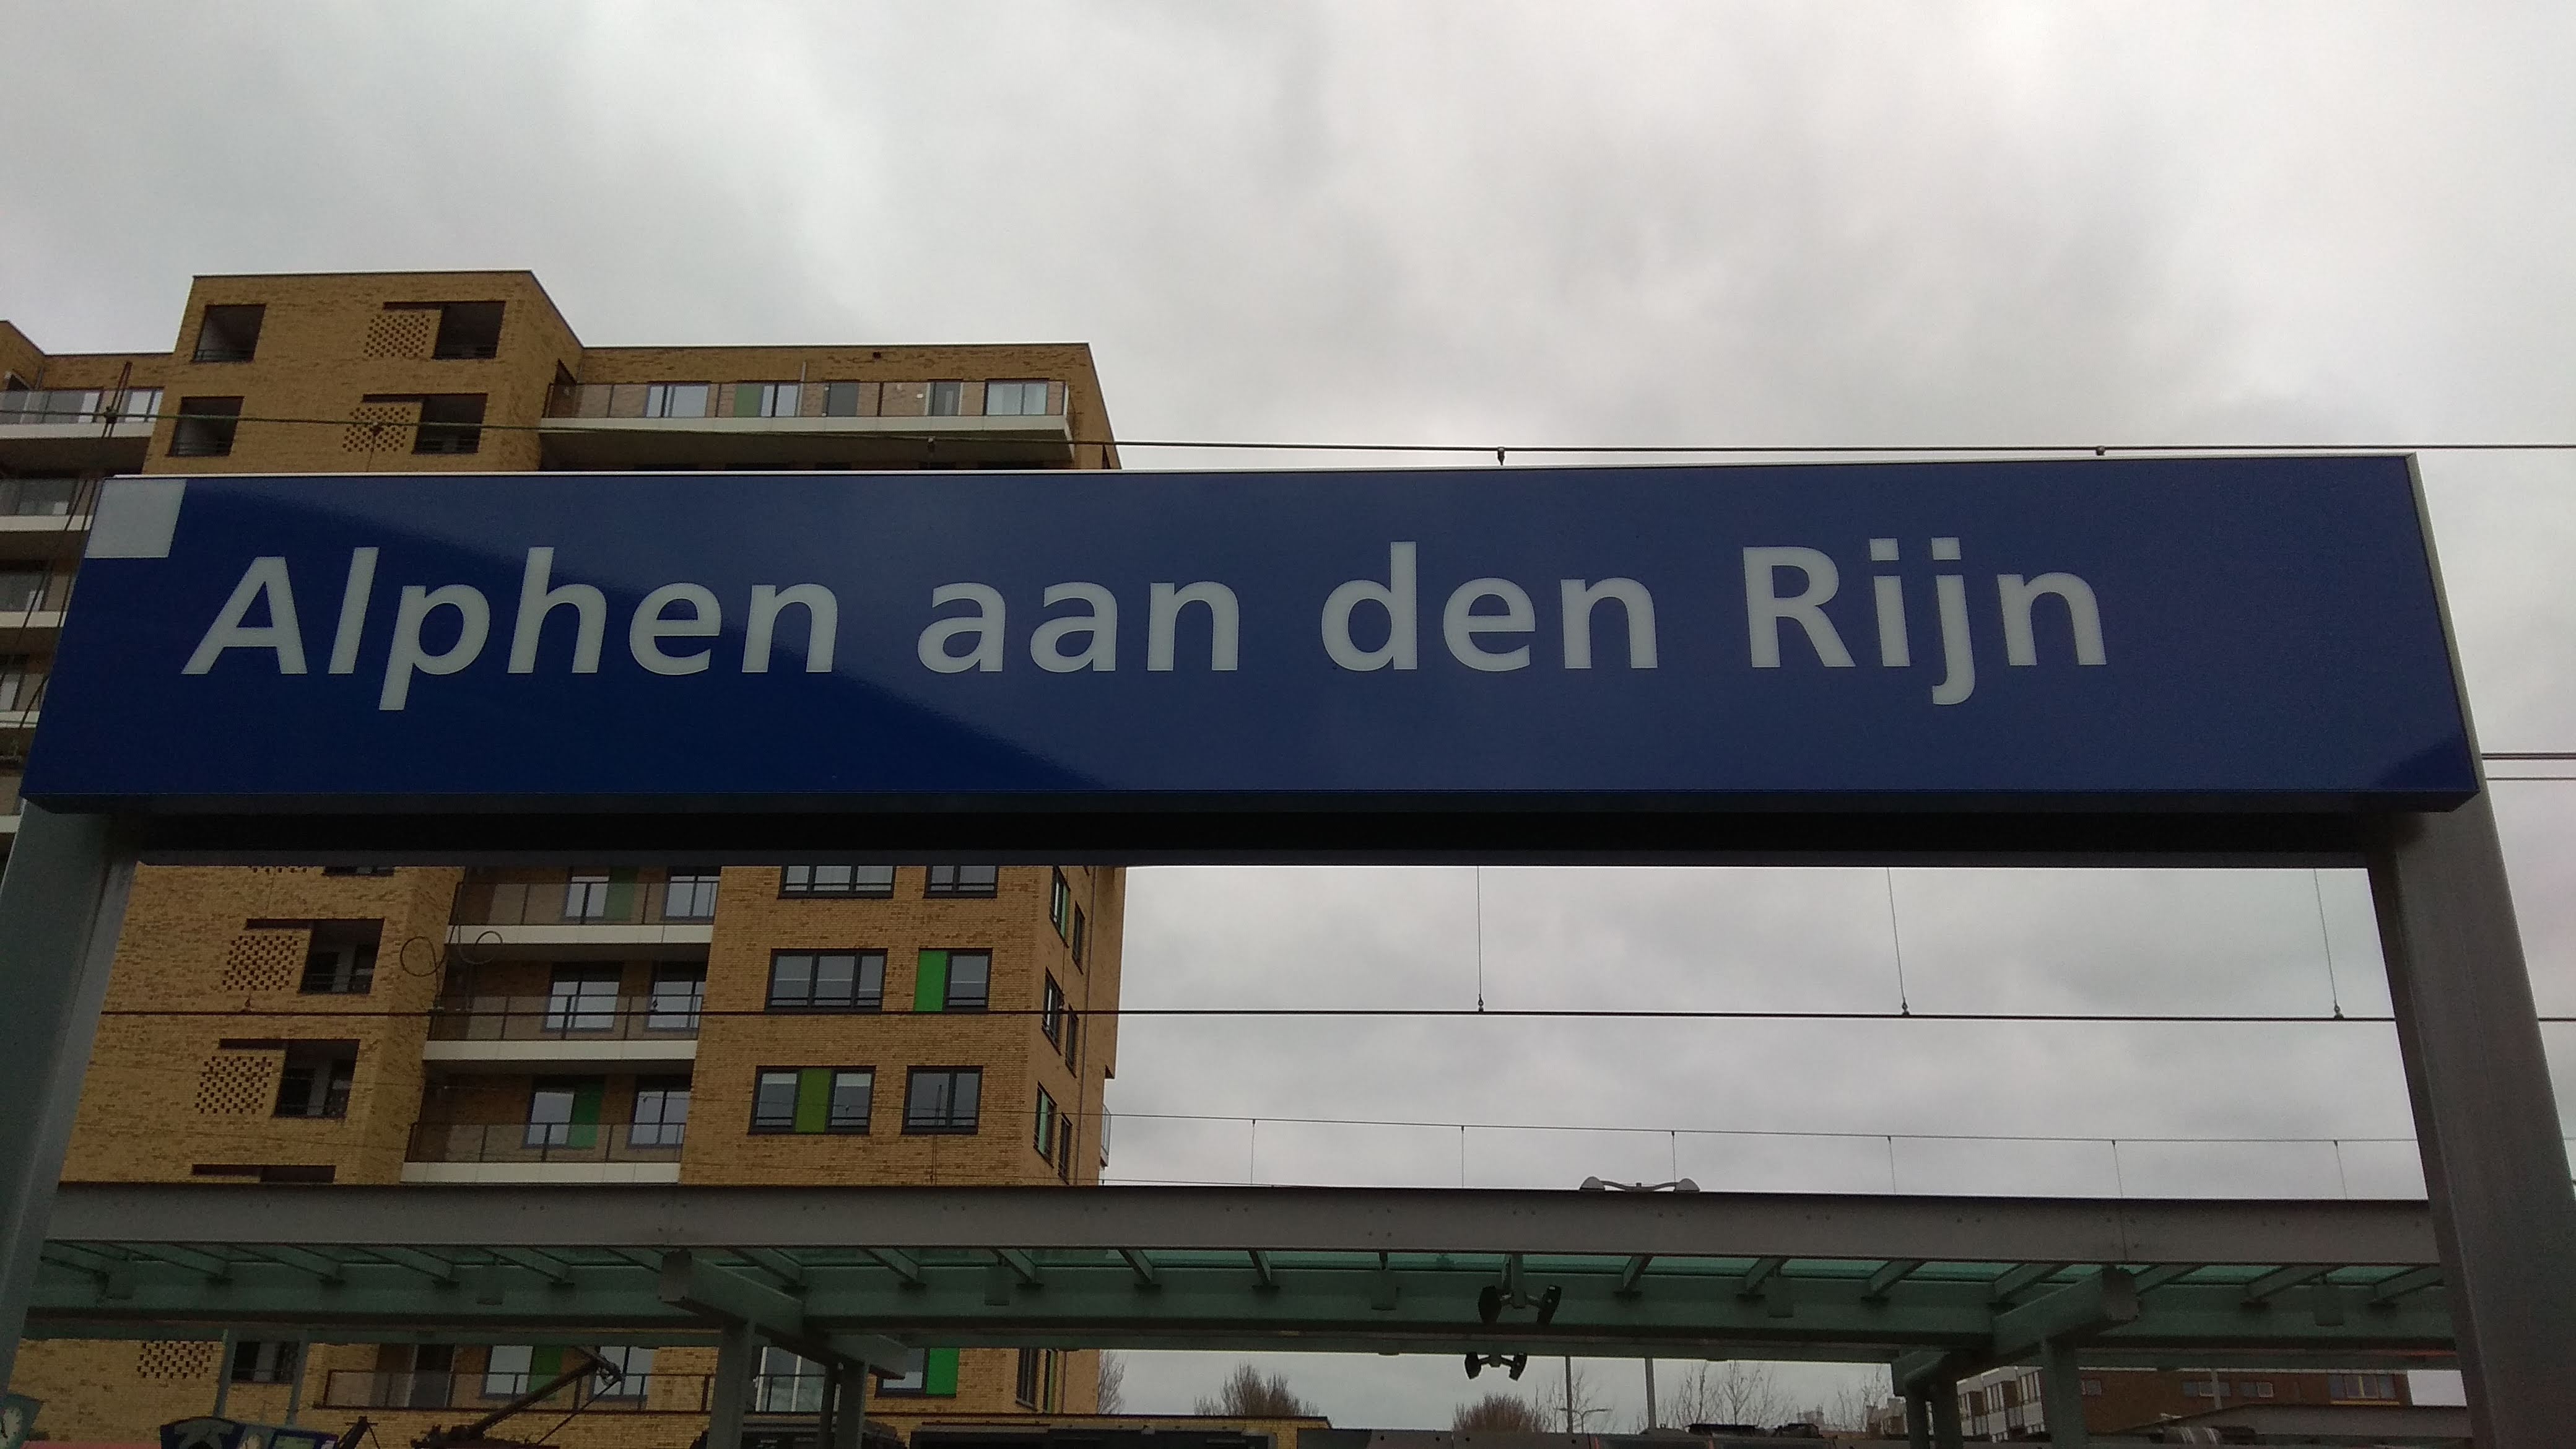 Alphen aan den Rijn